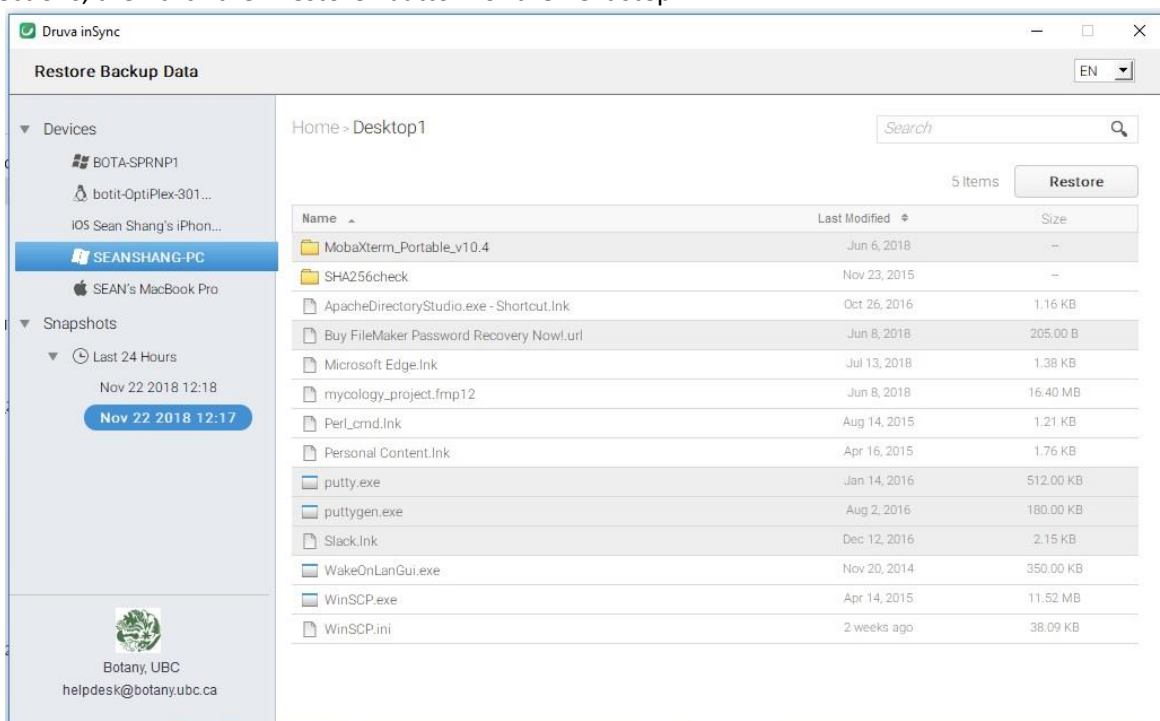 Druva inSync
Restore Backup Data
EN
Devices
BOTA-SPRNP1
botit-OptiPlex-301...
iOS Sean Shang's iPhon...
SEANSHANG-PC
SEAN's MacBook Pro
Snapshots
Last 24 Hours
Nov 22 2018 12:18
Nov 22 2018 12:17
Botany, UBC
helpdesk@botany.ubc.ca
Home > Desktop1
Search
5 Items Restore
Name Last Modified Size
MobaXterm_Portable_v10.4 Jun 6, 2018 --
SHA256check Nov 23, 2015 --
ApacheDirectoryStudio.exe - Shortcut.lnk Oct 26, 2016 1.16 KB
Buy FileMaker Password Recovery Now!.url Jun 8, 2018 205.00 B
Microsoft Edge.lnk Jul 13, 2018 1.38 KB
mycology_project.fmp12 Jun 8, 2018 16.40 MB
Perl_cmd.lnk Aug 14, 2015 1.21 KB
Personal Content.lnk Apr 16, 2015 1.76 KB
putty.exe Jan 14, 2016 512.00 KB
puttygen.exe Aug 2, 2016 180.00 KB
Slack.lnk Dec 12, 2016 2.15 KB
WakeOnLanGui.exe Nov 20, 2014 350.00 KB
WinSCP.exe Apr 14, 2015 11.52 MB
WinSCP.ini 2 weeks ago 38.09 KB